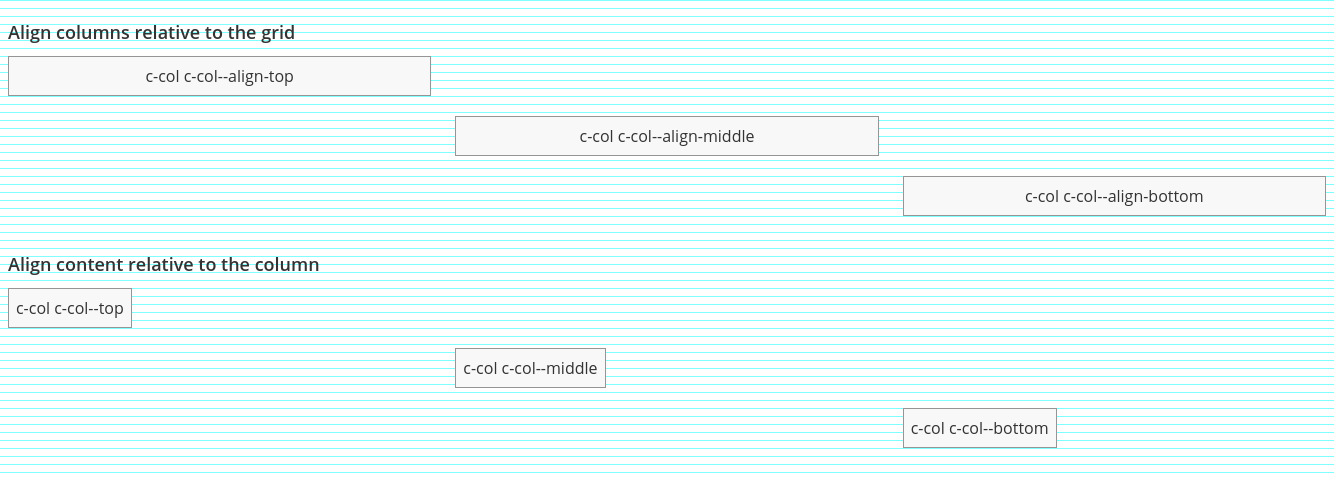 Align columns relative to the grid
c-col c-col--align-top
c-col c-col--align-middle
c-col c-col--align-bottom
Align content relative to the column
c-col c-col--top
c-col c-col--middle
c-col c-col--bottom